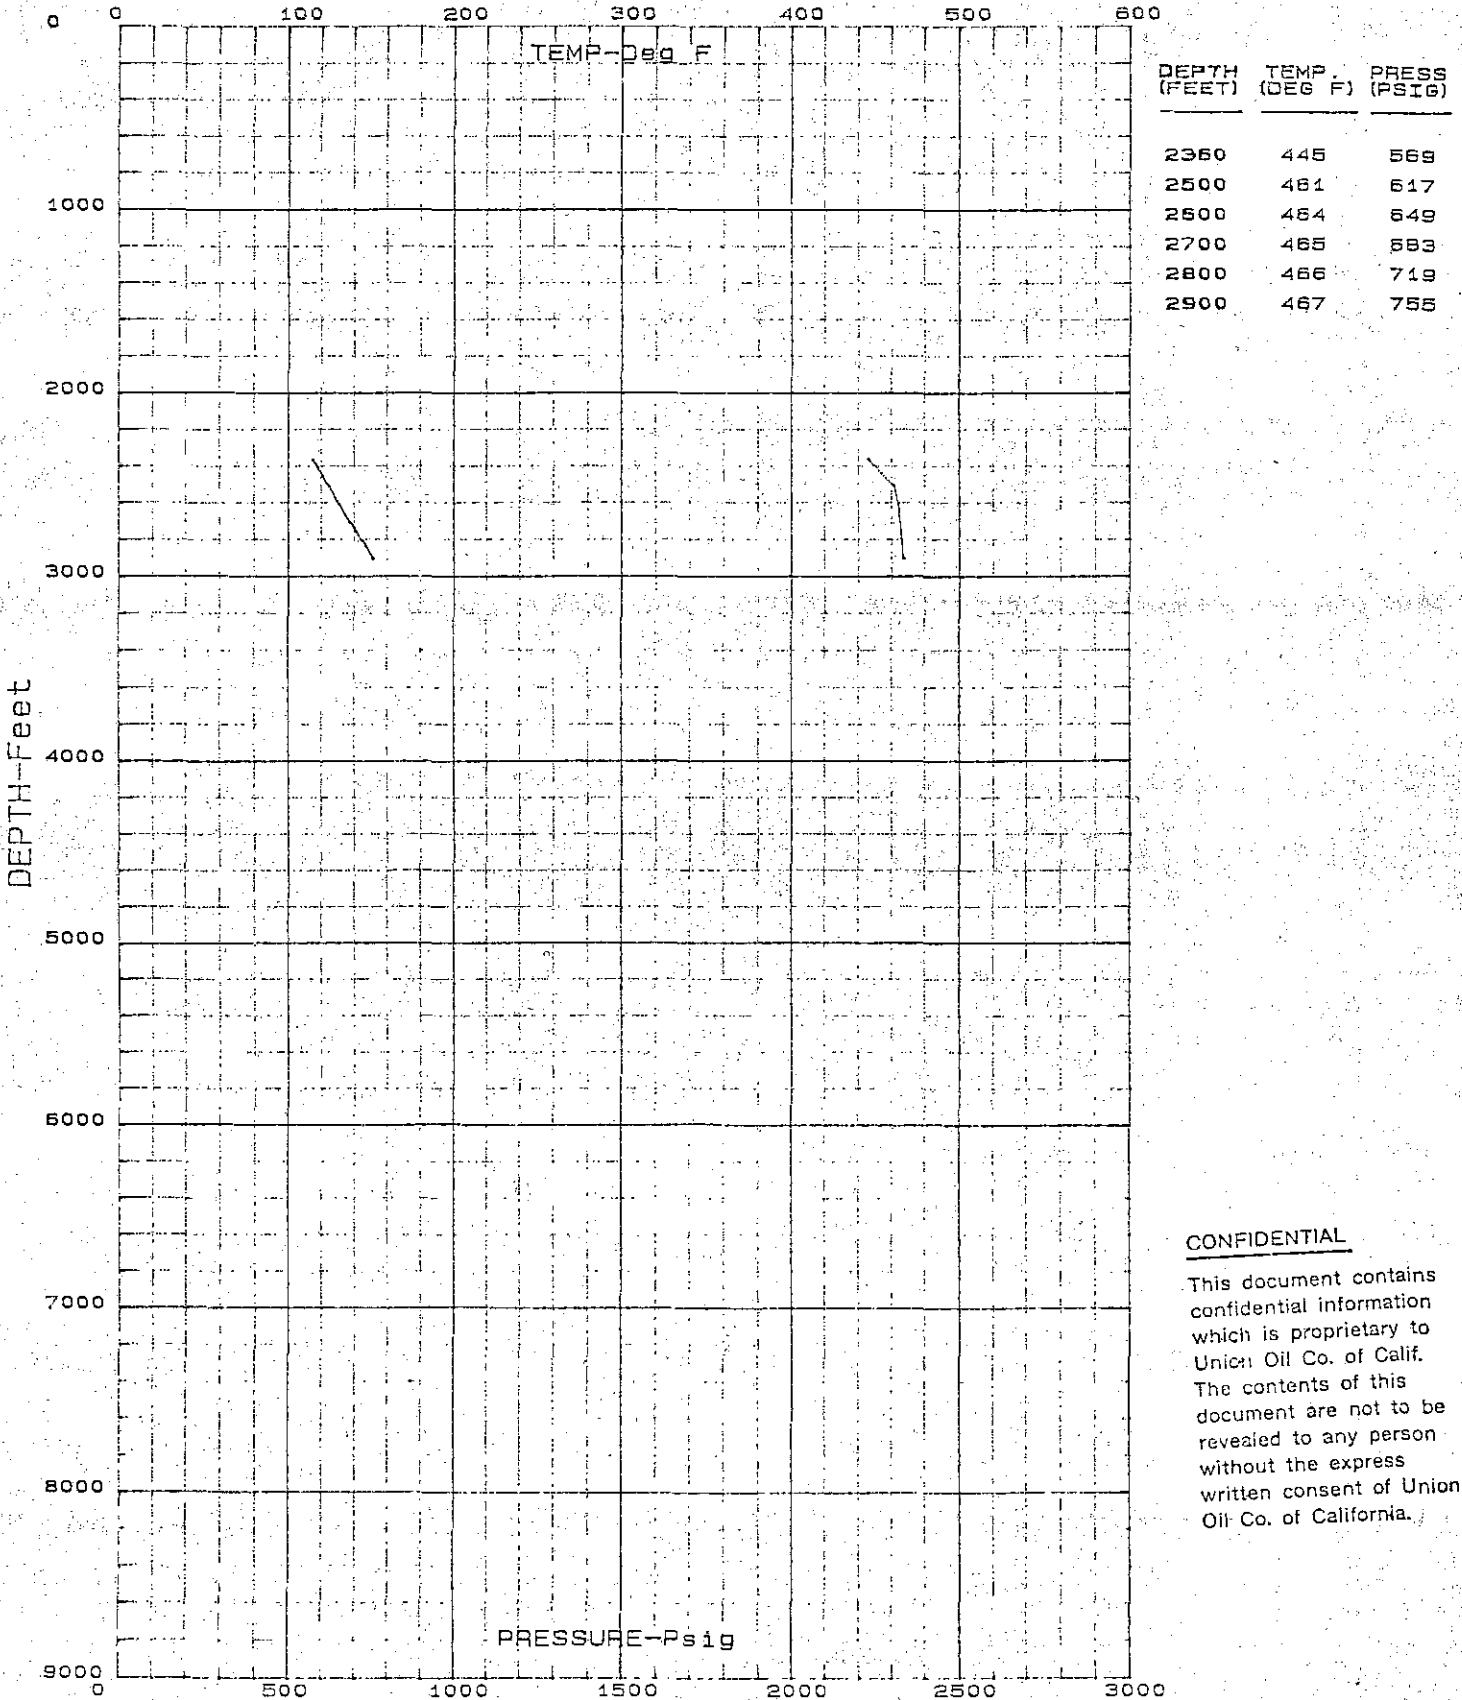 0 100 200 300 400 500 600
0
TEMP-Deg F
DEPTH TEMP. PRESS
(FEET) (DEG F) (PSIG)
2360 445 569
2500 461 617
2600 464 649
2700 465 683
2800 466 719
2900 467 755
1000
2000
3000
DEPTH-Feet
4000
5000
6000
7000
8000
9000
PRESSURE-Psig
0 500 1000 1500 2000 2500 3000
CONFIDENTIAL
This document contains
confidential information
which is proprietary to
Union Oil Co. of Calif.
The contents of this
document are not to be
revealed to any person
without the express
written consent of Union
Oil Co. of California.